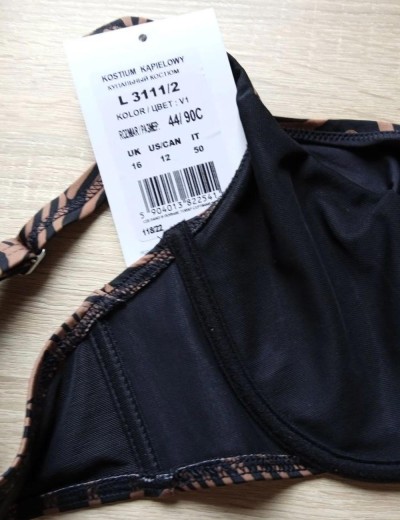 KOSTIUM KĄPIELOWY
КУПАЛЬНЫЙ КОСТЮМ
L 3111/2
KOLOR / ЦВЕТ : V1
ROZMIAR / РАЗМЕР: 44/90C
UK US/CAN IT
16 12 50
5 904013 822541
118/22